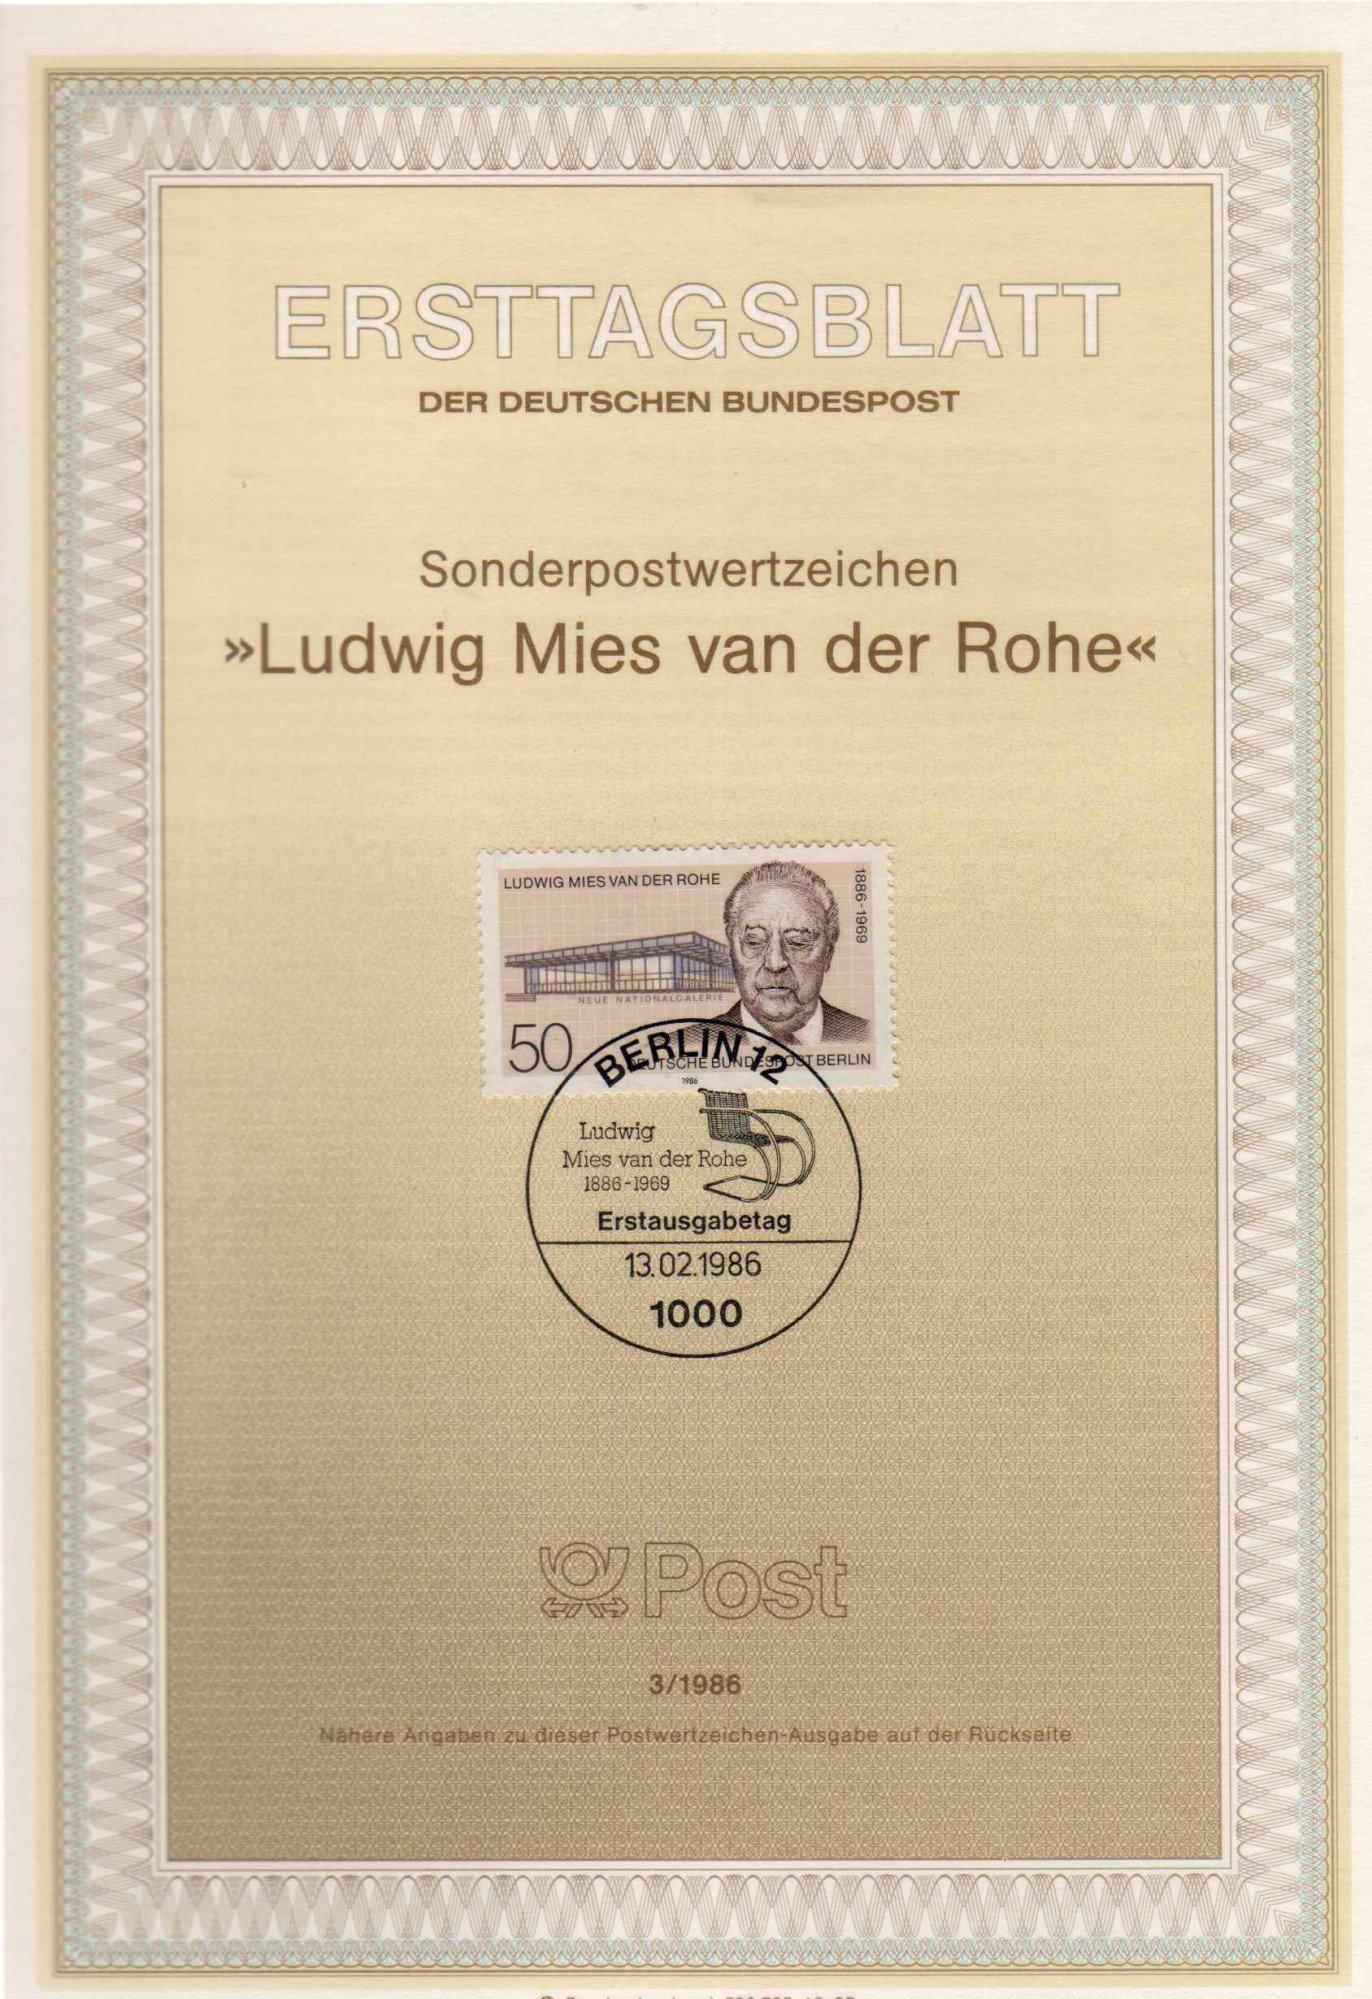 ERSTTAGSBLATT
DER DEUTSCHEN BUNDESPOST
Sonderpostwertzeichen
»Ludwig Mies van der Rohe«
LUDWIG MIES VAN DER ROHE
1886-1969
NEUE NATIONALGALERIE
50
DEUTSCHE BUNDESPOST BERLIN
1986
BERLIN 12
Ludwig
Mies van der Rohe
1886-1969
Erstausgabetag
13.02.1986
1000
Post
3/1986
Nähere Angaben zu dieser Postwertzeichen-Ausgabe auf der Rückseite